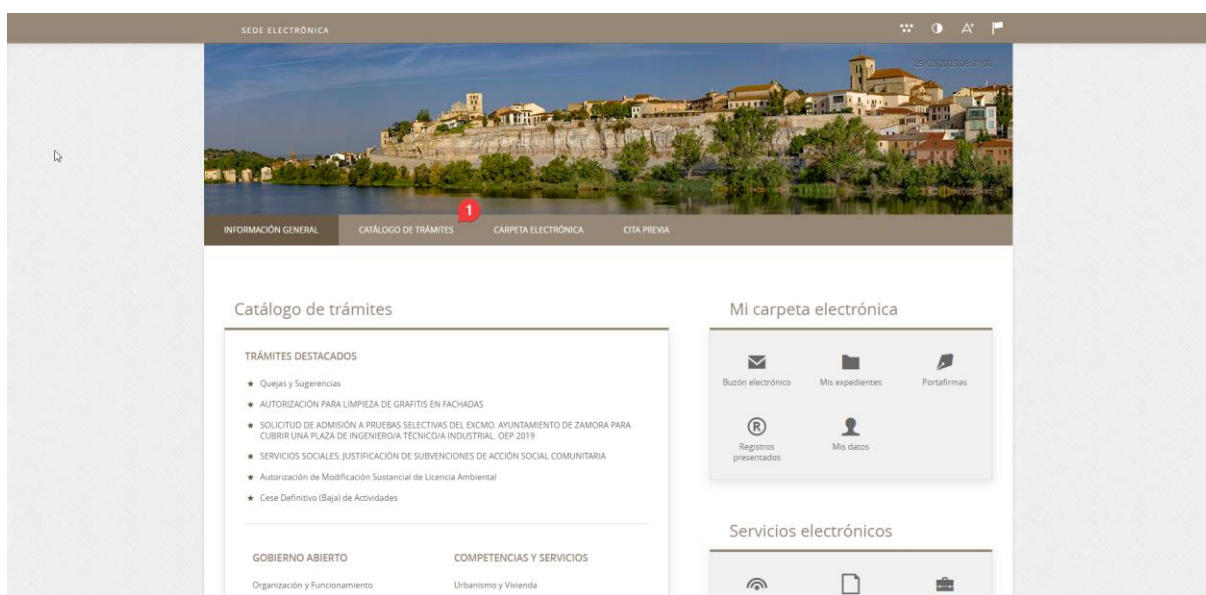 SEDE ELECTRÓNICA
1
INFORMACIÓN GENERAL
CATÁLOGO DE TRÁMITES
CARPETA ELECTRÓNICA
CITA PREVIA
Catálogo de trámites
TRÁMITES DESTACADOS
Quejas y Sugerencias
AUTORIZACIÓN PARA LIMPIEZA DE GRAFITIS EN FACHADAS
SOLICITUD DE ADMISIÓN A PRUEBAS SELECTIVAS DEL EXCMO. AYUNTAMIENTO DE ZAMORA PARA
CUBRIR UNA PLAZA DE INGENIERO/A TÉCNICO/A INDUSTRIAL. OEP 2019
SERVICIOS SOCIALES: JUSTIFICACIÓN DE SUBVENCIONES DE ACCIÓN SOCIAL COMUNITARIA
Autorización de Modificación Sustancial de Licencia Ambiental
Cese Definitivo (Baja) de Actividades
GOBIERNO ABIERTO
Organización y Funcionamiento
COMPETENCIAS Y SERVICIOS
Urbanismo y Vivienda
Mi carpeta electrónica
Buzón electrónico
Mis expedientes
Portafirmas
Registros
presentados
Mis datos
Servicios electrónicos